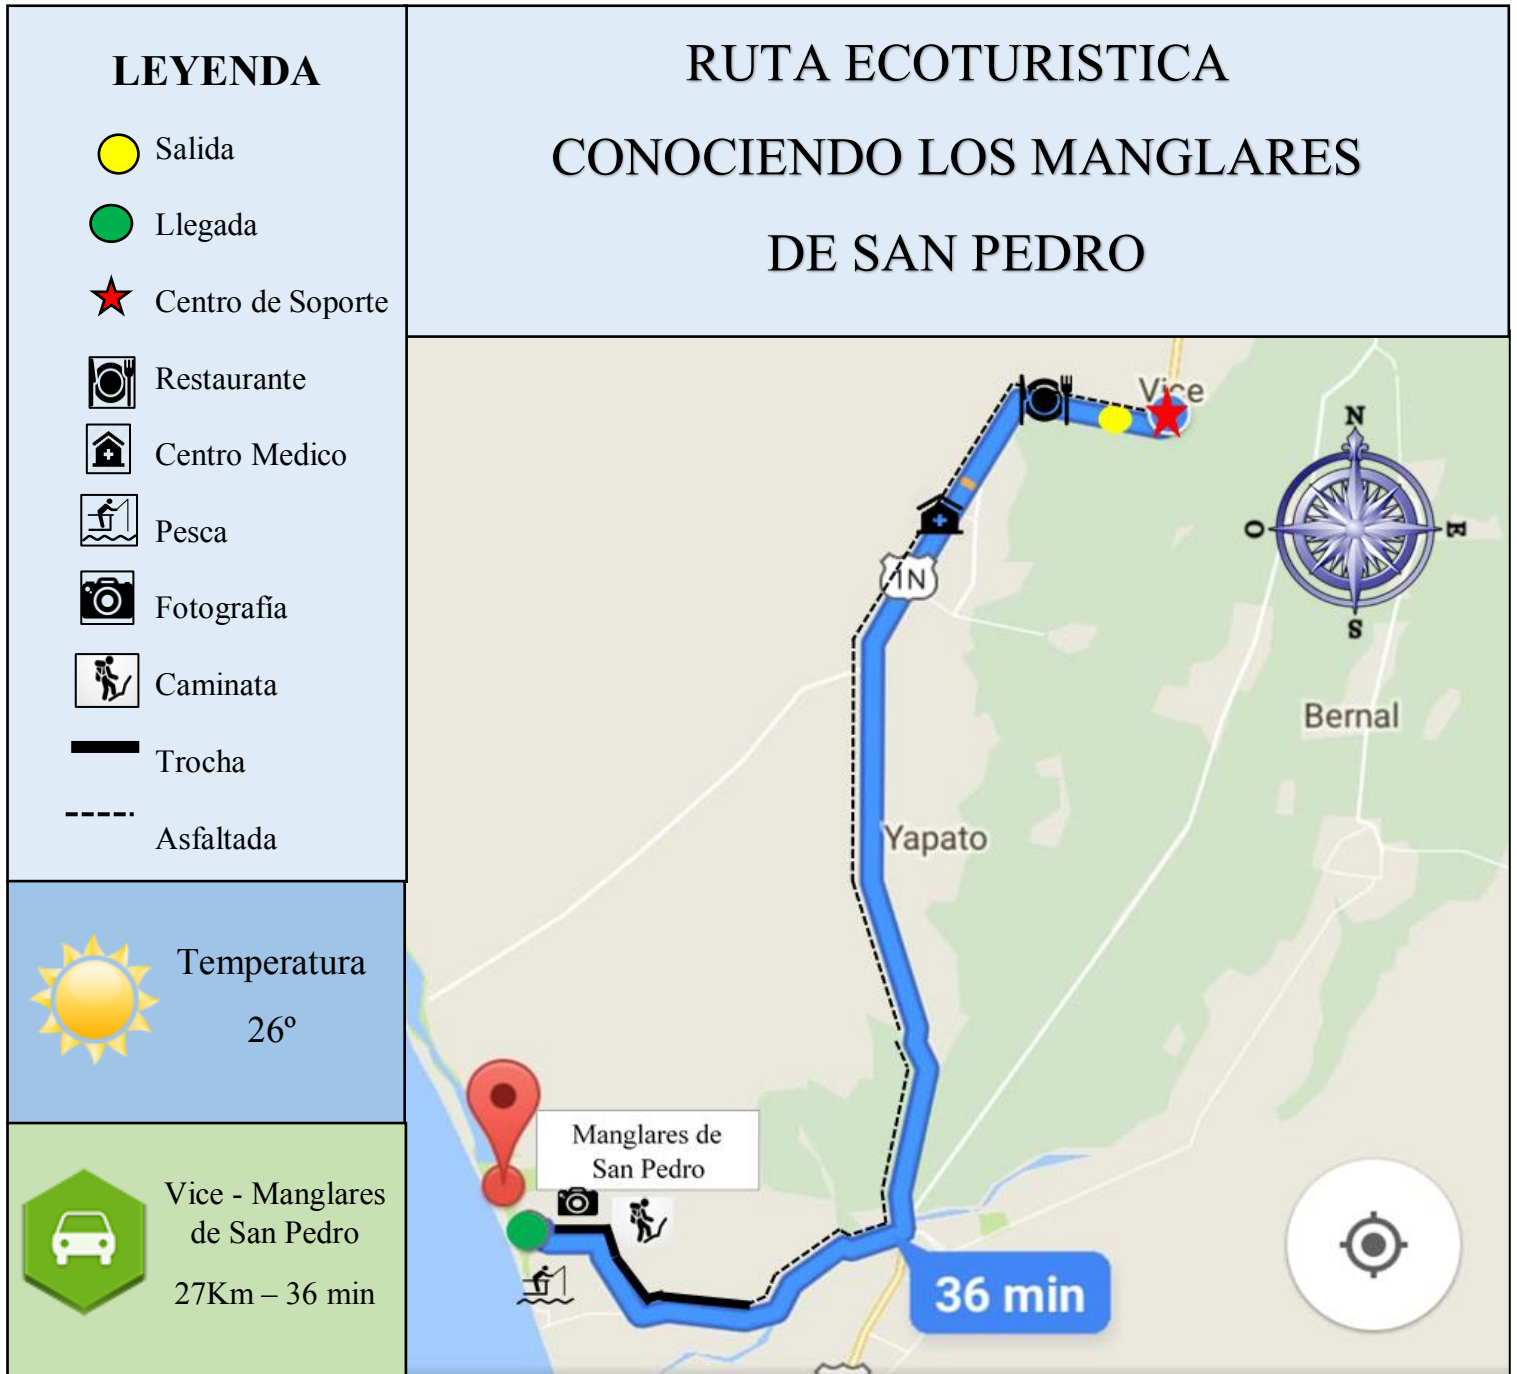 LEYENDA
Salida
Llegada
Centro de Soporte
Restaurante
Centro Medico
Pesca
Fotografía
Caminata
Trocha
Asfaltada
Temperatura
26º
Vice - Manglares
de San Pedro
27Km – 36 min
RUTA ECOTURISTICA
CONOCIENDO LOS MANGLARES
DE SAN PEDRO
Vice
N
O
E
S
1N
Bernal
Yapato
Manglares de
San Pedro
36 min